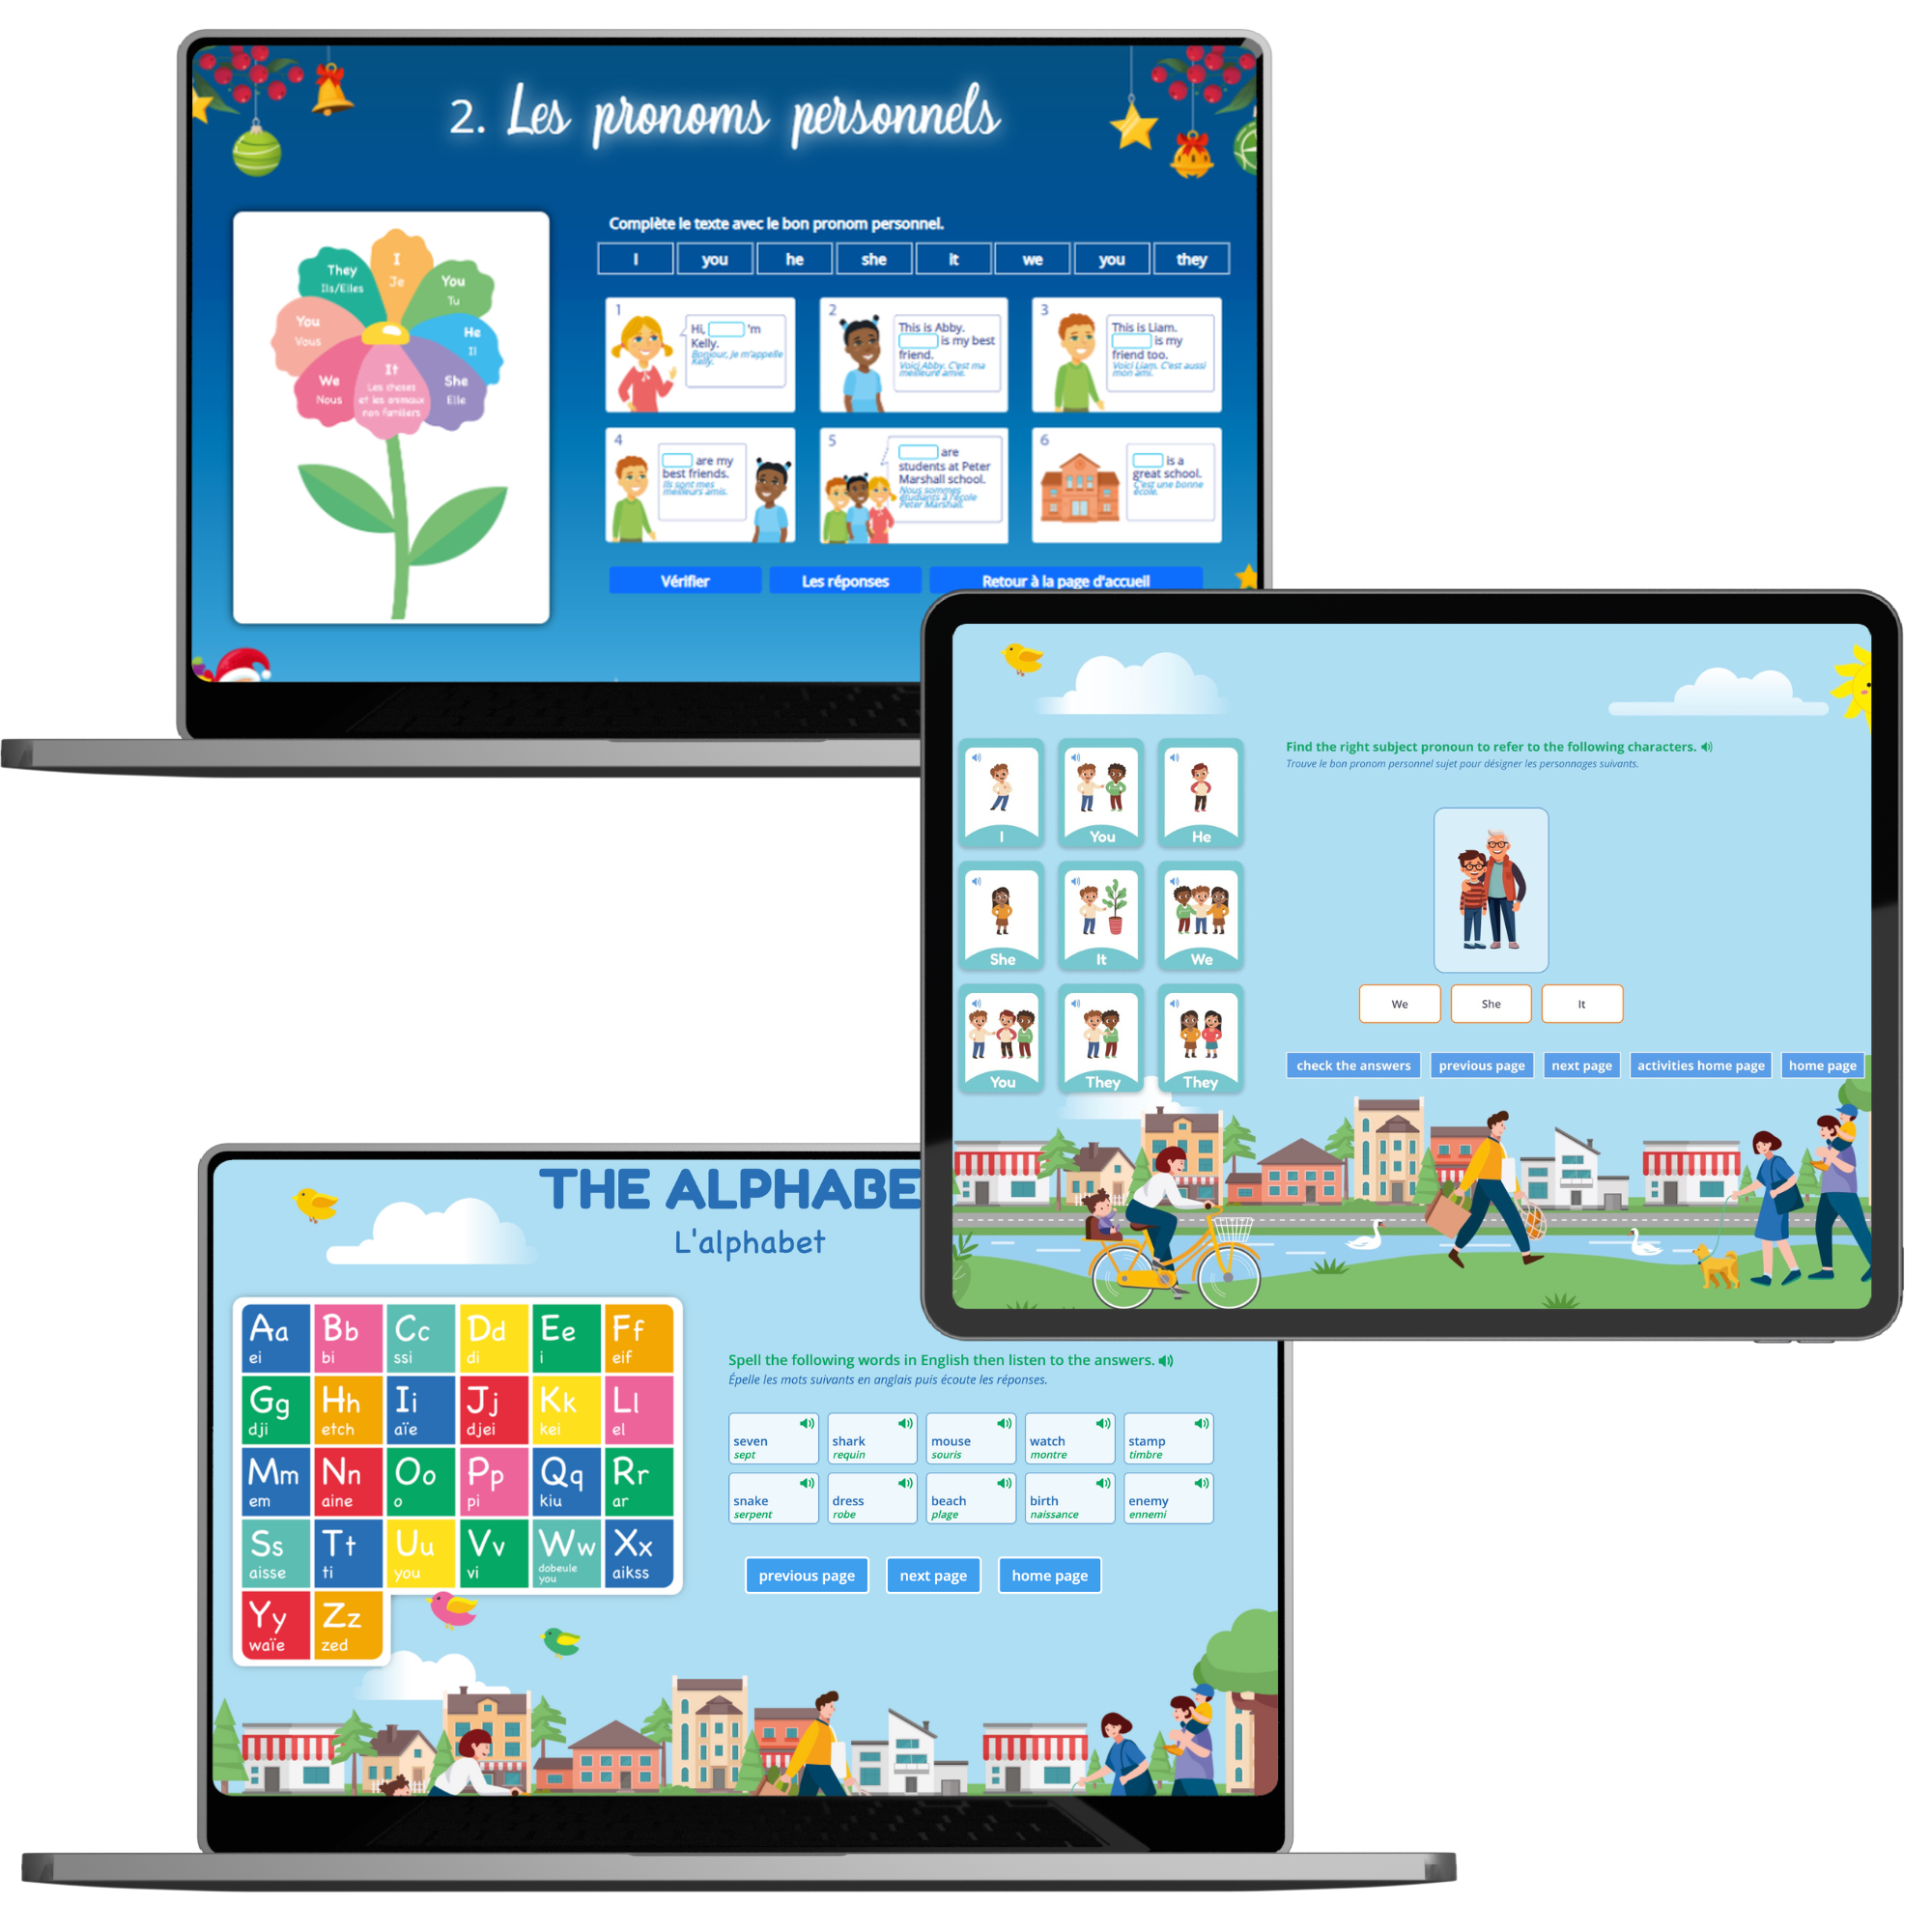 2. Les pronoms personnels
I
Je
They
Ils/Elles
You
Tu
You
Vous
He
Il
We
Nous
It
Les choses
et les animaux
non familiers
She
Elle
Complète le texte avec le bon pronom personnel.
I you he she it we you they
1
Hi, 'm
Kelly.
Bonjour, Je m'appelle
Kelly.
2
This is Abby.
is my best
friend.
Voici Abby. C'est ma
meilleure amie.
3
This is Liam.
is my
friend too.
Voici Liam. C'est aussi
mon ami.
4
are my
best friends.
Ils sont mes
meilleurs amis.
5
are
students at Peter
Marshall school.
Nous sommes
étudiants à l'école
Peter Marshall.
6
is a
great school.
C'est une bonne
école.
Vérifier Les réponses Retour à la page d'accueil
I You He
She It We
You They They
Find the right subject pronoun to refer to the following characters.
Trouve le bon pronom personnel sujet pour désigner les personnages suivants.
We She It
check the answers previous page next page activities home page home page
THE ALPHABE
L'alphabet
Aa Bb Cc Dd Ee Ff
ei bi ssi di i eif
Gg Hh Ii Jj Kk Ll
dji etch aïe djei kei el
Mm Nn Oo Pp Qq Rr
em aine o pi kiu ar
Ss Tt Uu Vv Ww Xx
aisse ti you vi dobeule you aikss
Yy Zz
waïe zed
Spell the following words in English then listen to the answers.
Épelle les mots suivants en anglais puis écoute les réponses.
seven shark mouse watch stamp
sept requin souris montre timbre
snake dress beach birth enemy
serpent robe plage naissance ennemi
previous page next page home page